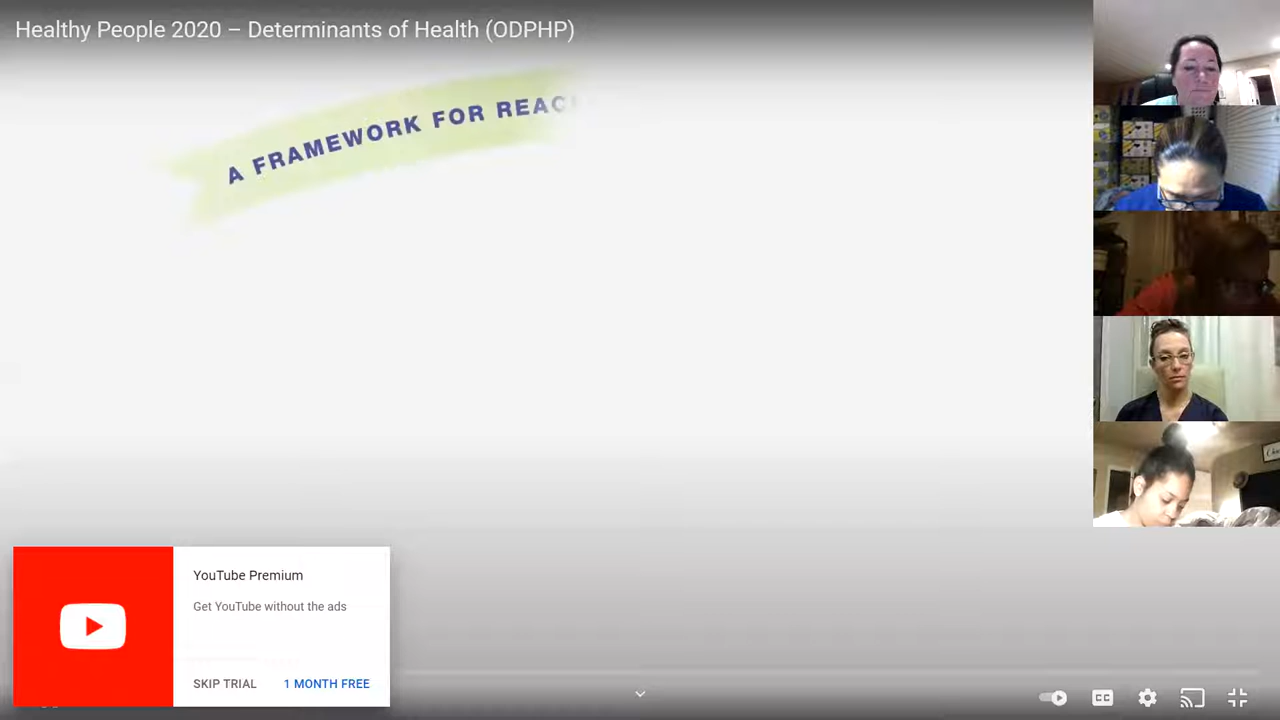 Healthy People 2020 – Determinants of Health (ODPHP)
A FRAMEWORK FOR REAC
YouTube Premium
Get YouTube without the ads
SKIP TRIAL 1 MONTH FREE
CC